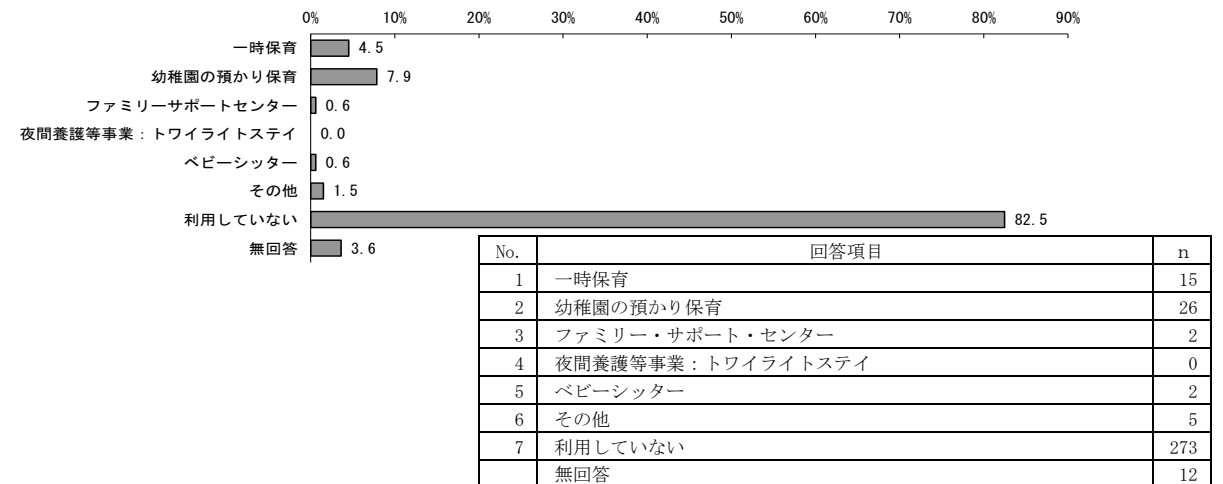 0% 10% 20% 30% 40% 50% 60% 70% 80% 90%
一時保育 4.5
幼稚園の預かり保育 7.9
ファミリーサポートセンター 0.6
夜間養護等事業：トワイライトステイ 0.0
ベビーシッター 0.6
その他 1.5
利用していない 82.5
無回答 3.6
No. 回答項目 n
1 一時保育 15
2 幼稚園の預かり保育 26
3 ファミリー・サポート・センター 2
4 夜間養護等事業：トワイライトステイ 0
5 ベビーシッター 2
6 その他 5
7 利用していない 273
無回答 12